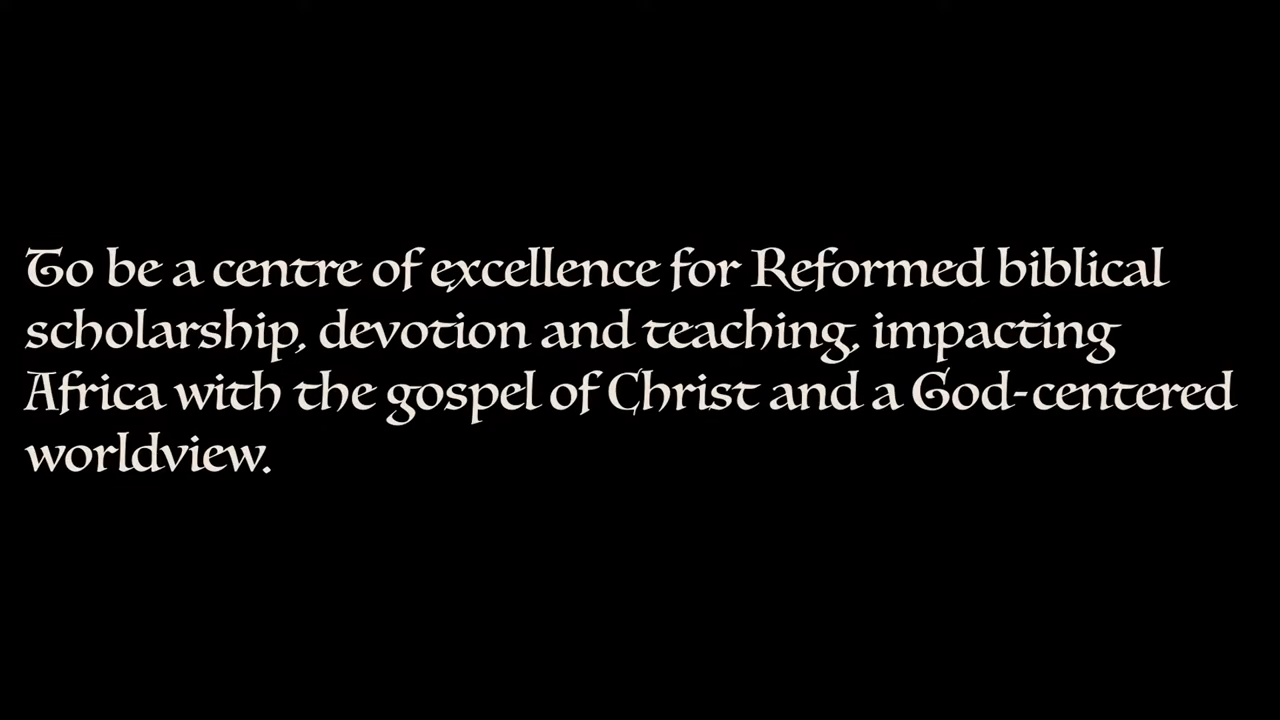 To be a centre of excellence for Reformed biblical
scholarship, devotion and teaching, impacting
Africa with the gospel of Christ and a God-centered
worldview.